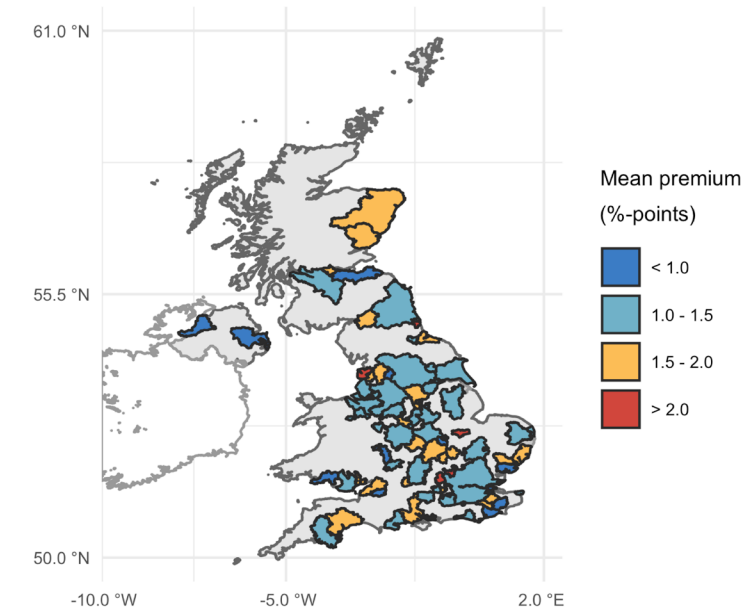 61.0 °N
Mean premium
(%-points)
< 1.0
55.5 °N
1.0 - 1.5
1.5 - 2.0
> 2.0
50.0 °N
-10.0 °W
-5.0 °W
2.0 °E